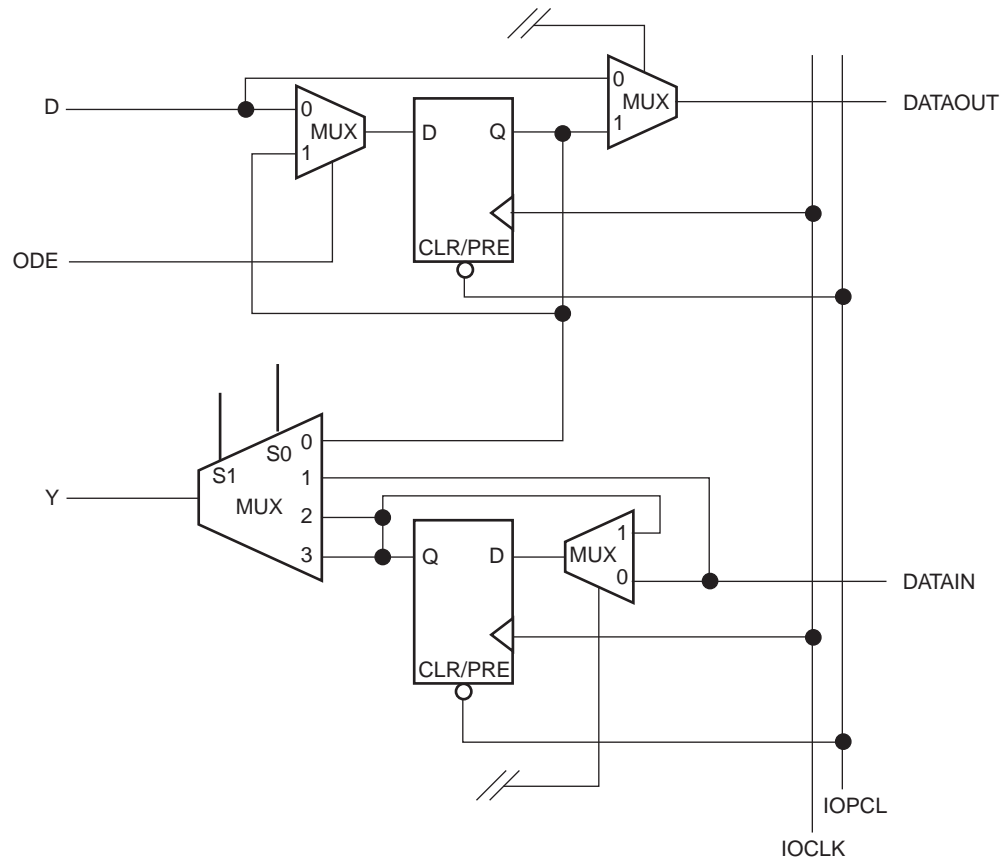 0
MUX
1
DATAOUT
D
0
MUX
1
D
Q
CLR/PRE
ODE
S1
S0
0
1
MUX
2
3
Y
Q
D
CLR/PRE
1
MUX
0
DATAIN
IOPCL
IOCLK